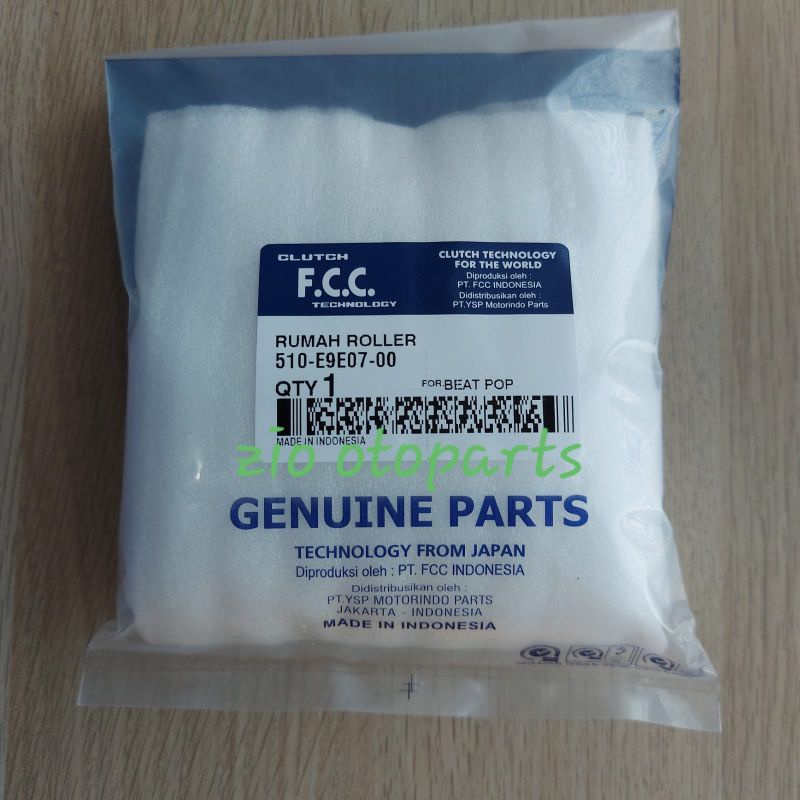 CLUTCH
F.C.C.
TECHNOLOGY
CLUTCH TECHNOLOGY
FOR THE WORLD
Diproduksi oleh :
PT. FCC INDONESIA
Didistribusikan oleh :
PT.YSP Motorindo Parts
RUMAH ROLLER
510-E9E07-00
QTY 1
FOR BEAT POP
MADE IN INDONESIA
zio otoparts
GENUINE PARTS
TECHNOLOGY FROM JAPAN
Diproduksi oleh : PT. FCC INDONESIA
Didistribusikan oleh :
PT.YSP MOTORINDO PARTS
JAKARTA - INDONESIA
MADE IN INDONESIA